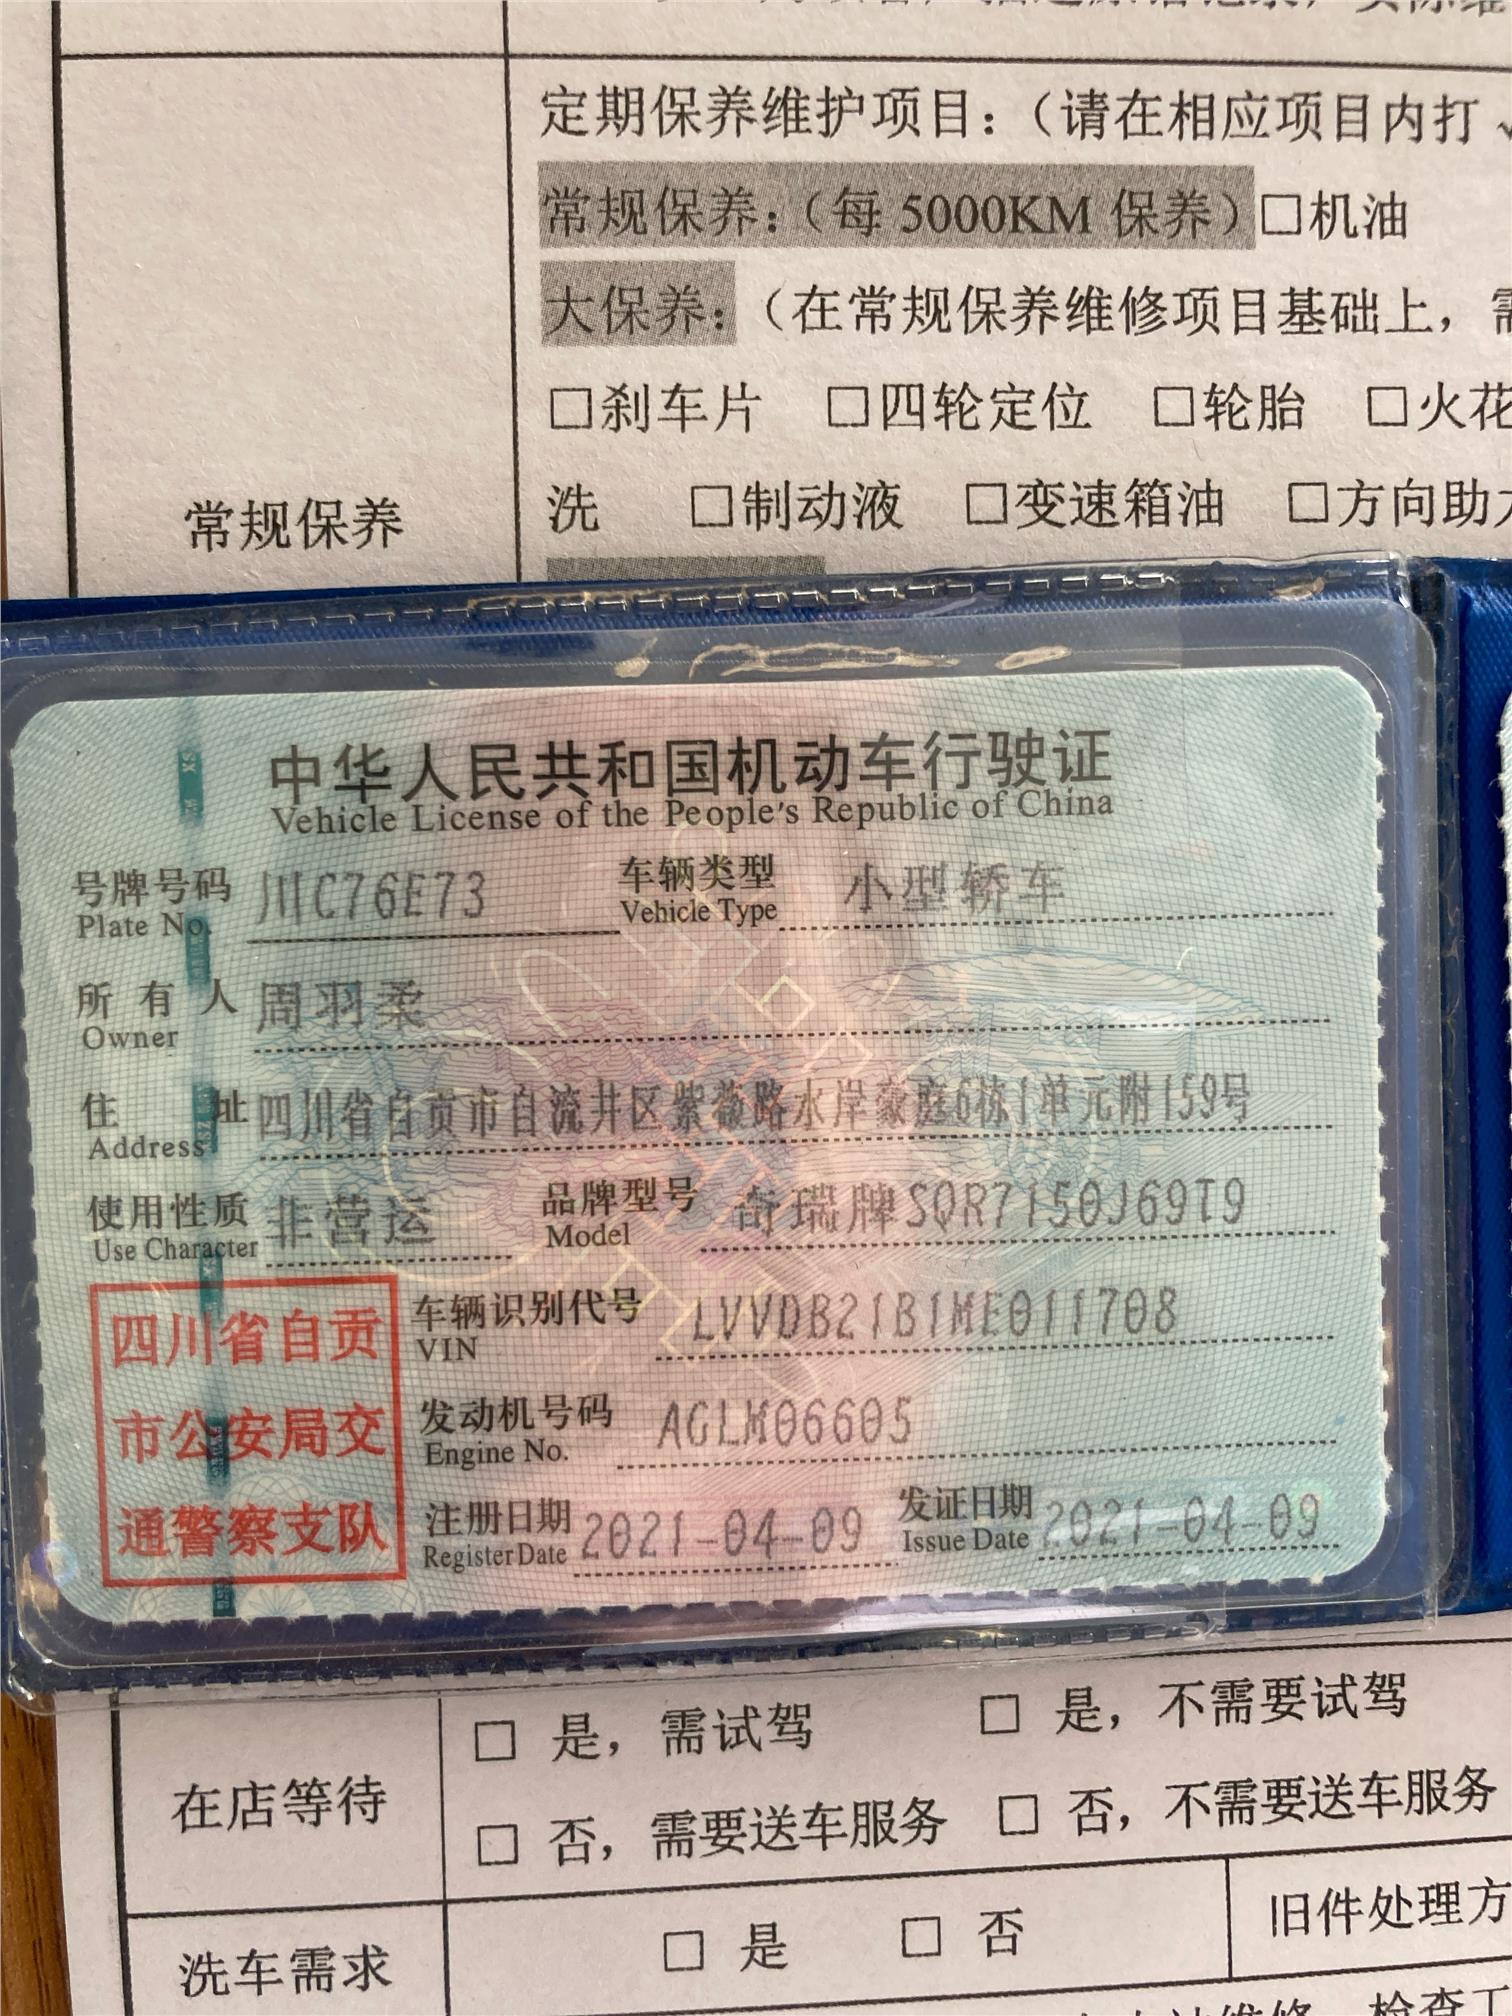 定期保养维护项目：（请在相应项目内打
常规保养：（每 5000KM 保养）□机油
大保养：（在常规保养维修项目基础上，需
□刹车片 □四轮定位 □轮胎 □火花
洗 □制动液 □变速箱油 □方向助力
常规保养
中华人民共和国机动车行驶证
Vehicle License of the People's Republic of China
号牌号码 川C76E73 车辆类型 小型轿车
Plate No. Vehicle Type
所有人 周羽柔
Owner
住址 四川省自贡市自流井区紫薇路水岸豪庭6栋1单元附159号
Address
使用性质 非营运 品牌型号 奇瑞牌SQR7150J69T9
Use Character Model
四川省自贡
市公安局交
通警察支队
车辆识别代号 LVVDB21B1ME011708
VIN
发动机号码 AGLM06605
Engine No.
注册日期 2021-04-09 发证日期 2021-04-09
Register Date Issue Date
在店等待
□ 是，需试驾 □ 是，不需要试驾
□ 否，需要送车服务 □ 否，不需要送车服务
洗车需求 □ 是 □ 否 旧件处理方